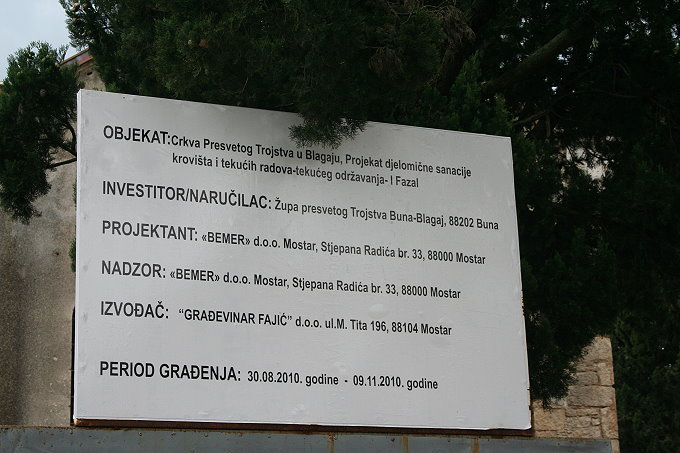 OBJEKAT:Crkva Presvetog Trojstva u Blagaju, Projekat djelomične sanacije
krovišta i tekućih radova-tekućeg održavanja- I Fazal
INVESTITOR/NARUČILAC: Župa presvetog Trojstva Buna-Blagaj, 88202 Buna
PROJEKTANT: «BEMER» d.o.o. Mostar, Stjepana Radića br. 33, 88000 Mostar
NADZOR: «BEMER» d.o.o. Mostar, Stjepana Radića br. 33, 88000 Mostar
IZVOĐAČ: “GRAĐEVINAR FAJIĆ” d.o.o. ul.M. Tita 196, 88104 Mostar
PERIOD GRAĐENJA: 30.08.2010. godine - 09.11.2010. godine